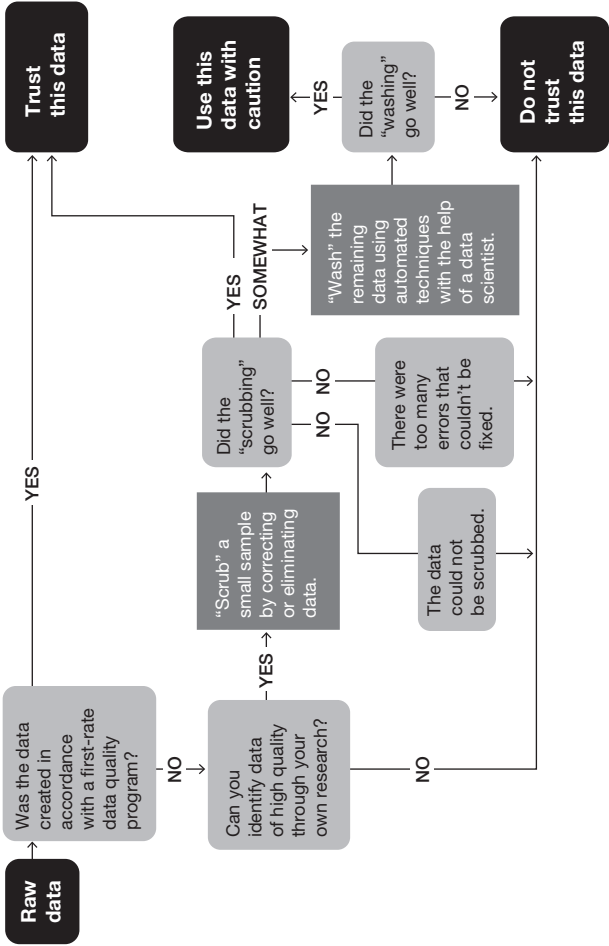 Raw
data
Was the data
created in
accordance
with a first-rate
data quality
program?
YES
Trust
this data
NO
Can you
identify data
of high quality
through your
own research?
YES
"Scrub" a
small sample
by correcting
or eliminating
data.
Did the
"scrubbing"
go well?
YES
SOMEWHAT
"Wash" the
remaining
data using
automated
techniques
with the help
of a data
scientist.
Did the
"washing"
go well?
YES
Use this
data with
caution
NO
NO
NO
The data
could not
be scrubbed.
There were
too many
errors that
couldn't be
fixed.
NO
Do not
trust
this data